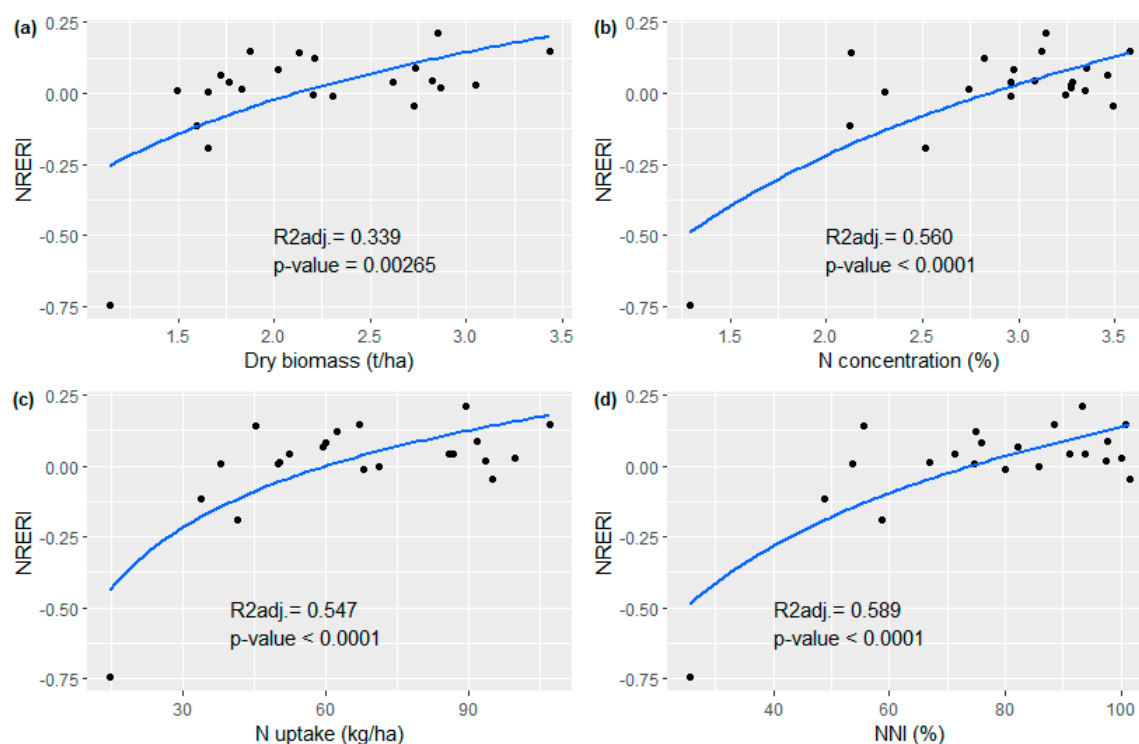 (a)
0.25
0.00
-0.25
-0.50
-0.75
NRERI
R2adj.= 0.339
p-value = 0.00265
1.5 2.0 2.5 3.0 3.5
Dry biomass (t/ha)
(b)
0.25
0.00
-0.25
-0.50
-0.75
NRERI
R2adj.= 0.560
p-value < 0.0001
1.5 2.0 2.5 3.0 3.5
N concentration (%)
(c)
0.25
0.00
-0.25
-0.50
-0.75
NRERI
R2adj.= 0.547
p-value < 0.0001
30 60 90
N uptake (kg/ha)
(d)
0.25
0.00
-0.25
-0.50
-0.75
NRERI
R2adj.= 0.589
p-value < 0.0001
40 60 80 100
NNI (%)